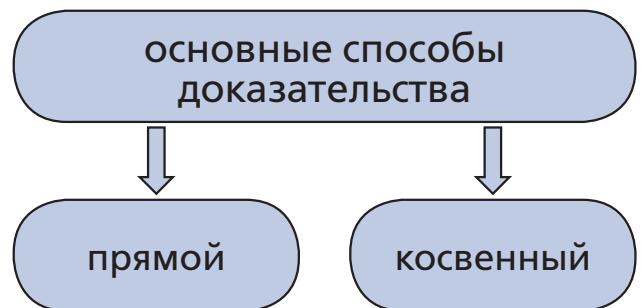 основные способы
доказательства
прямой
косвенный